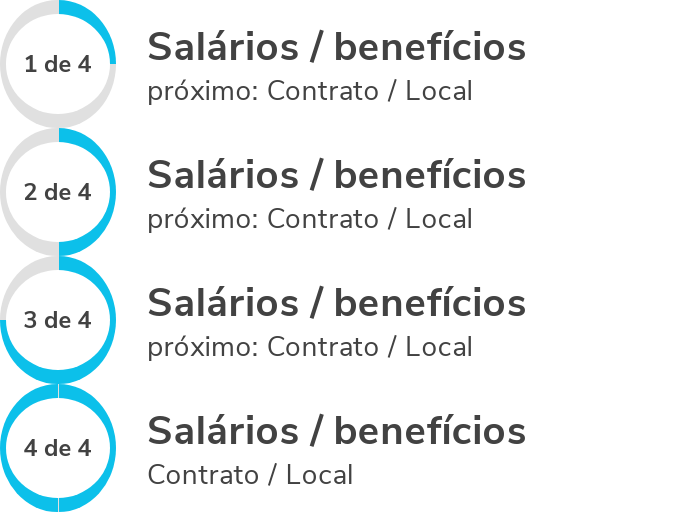 1 de 4
Salários / benefícios
próximo: Contrato / Local
2 de 4
Salários / benefícios
próximo: Contrato / Local
3 de 4
Salários / benefícios
próximo: Contrato / Local
4 de 4
Salários / benefícios
Contrato / Local